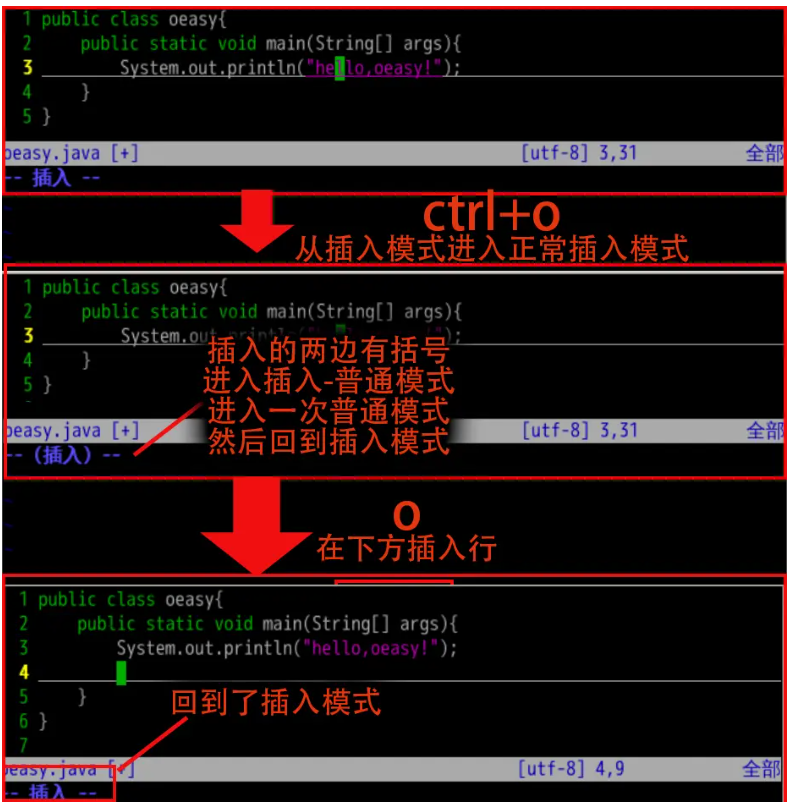 1 public class oeasy{
2 public static void main(String[] args){
3 System.out.println("hello,oeasy!");
4 }
5 }
oeasy.java [+] [utf-8] 3,31 全部
-- 插入 --
ctrl+o
从插入模式进入正常插入模式
1 public class oeasy{
2 public static void main(String[] args){
3 System.out.println(" ");
4 }
5 }
插入的两边有括号
进入插入-普通模式
进入一次普通模式
然后回到插入模式
oeasy.java [+] [utf-8] 3,31 全部
-- (插入) --
o
在下方插入行
1 public class oeasy{
2 public static void main(String[] args){
3 System.out.println("hello,oeasy!");
4
5 }
6 }
7
回到了插入模式
oeasy.java [+] [utf-8] 4,9 全部
-- 插入 --